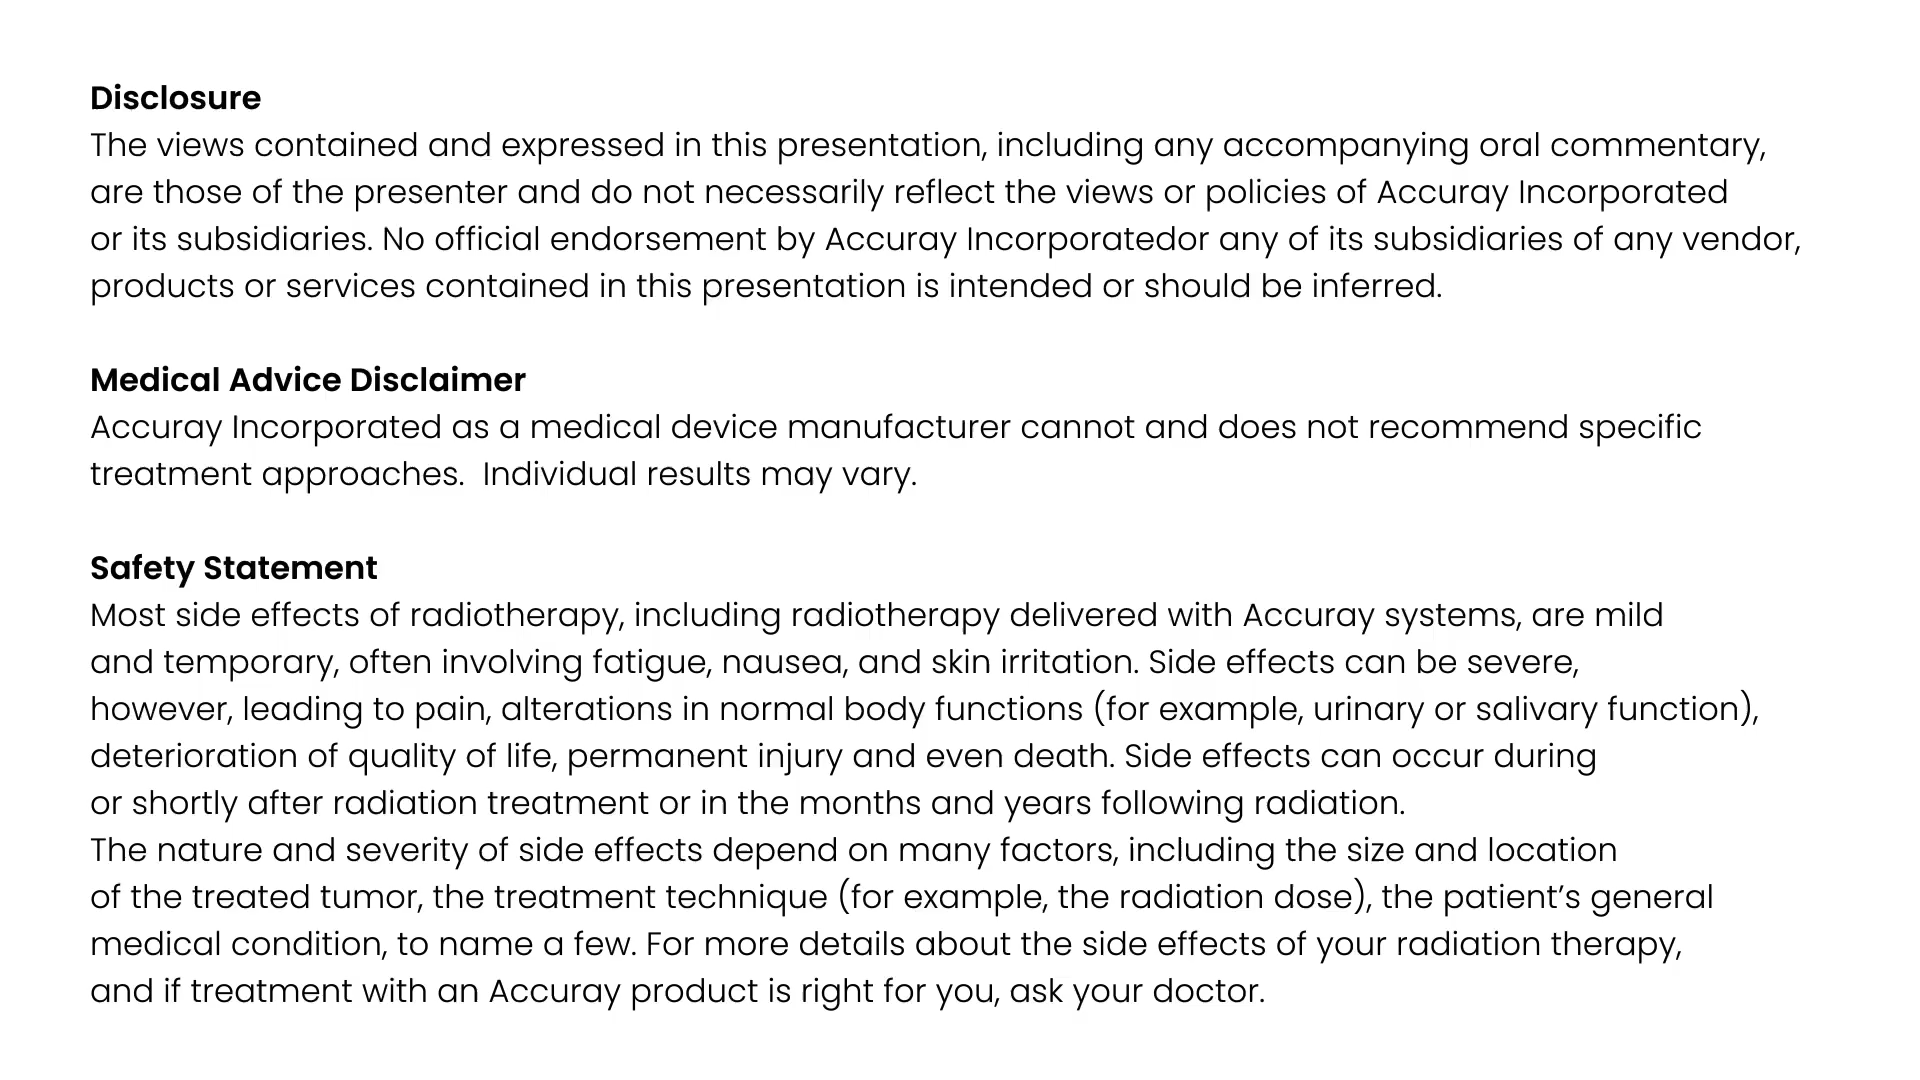 Disclosure
The views contained and expressed in this presentation, including any accompanying oral commentary,
are those of the presenter and do not necessarily reflect the views or policies of Accuray Incorporated
or its subsidiaries. No official endorsement by Accuray Incorporatedor any of its subsidiaries of any vendor,
products or services contained in this presentation is intended or should be inferred.
Medical Advice Disclaimer
Accuray Incorporated as a medical device manufacturer cannot and does not recommend specific
treatment approaches.  Individual results may vary.
Safety Statement
Most side effects of radiotherapy, including radiotherapy delivered with Accuray systems, are mild
and temporary, often involving fatigue, nausea, and skin irritation. Side effects can be severe,
however, leading to pain, alterations in normal body functions (for example, urinary or salivary function),
deterioration of quality of life, permanent injury and even death. Side effects can occur during
or shortly after radiation treatment or in the months and years following radiation.
The nature and severity of side effects depend on many factors, including the size and location
of the treated tumor, the treatment technique (for example, the radiation dose), the patient’s general
medical condition, to name a few. For more details about the side effects of your radiation therapy,
and if treatment with an Accuray product is right for you, ask your doctor.